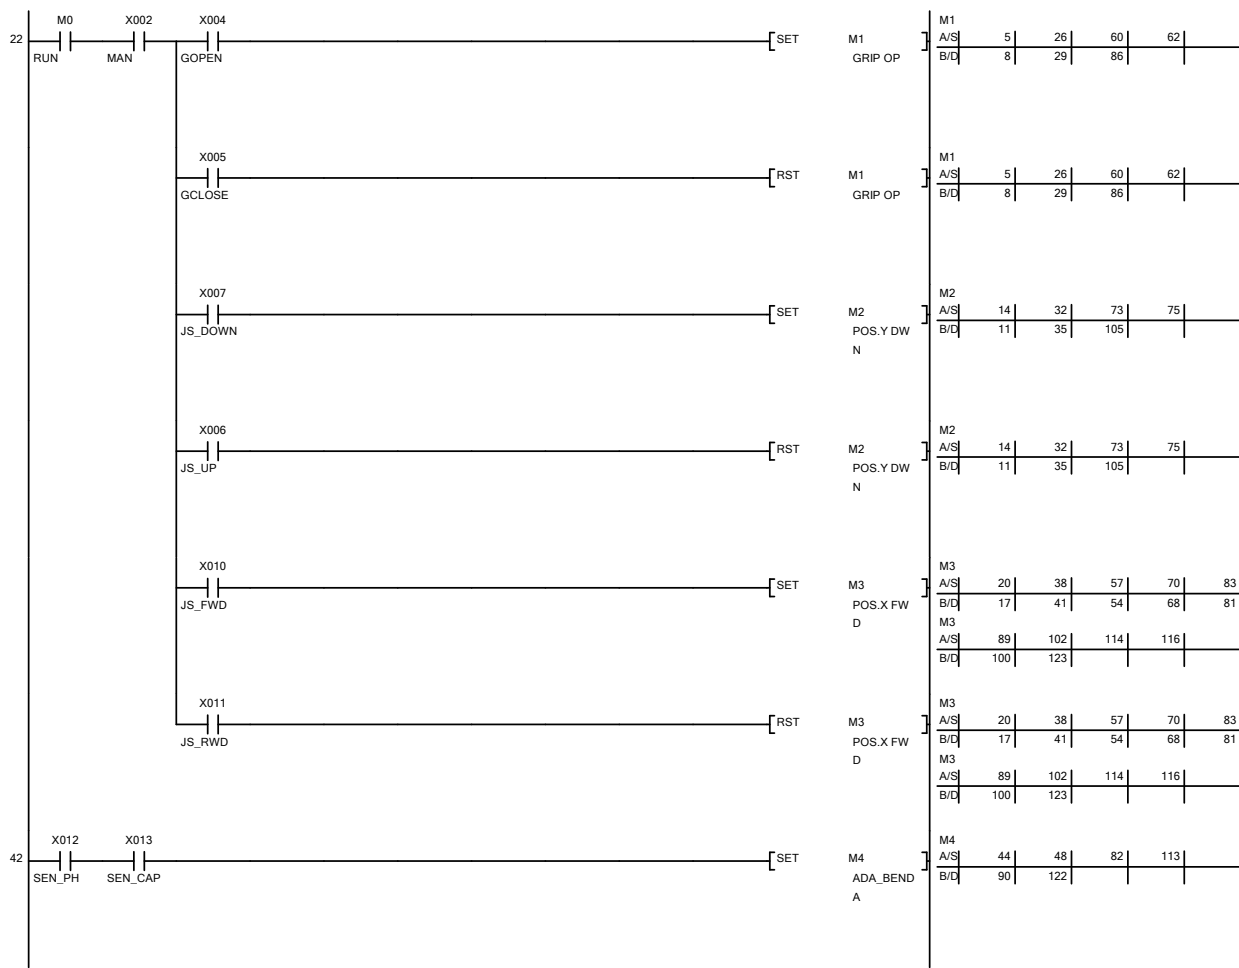 M0 X002 X004 M1
22 SET M1 A/S 5 26 60 62
RUN MAN GOPEN GRIP OP B/D 8 29 86
X005 M1
RST M1 A/S 5 26 60 62
GCLOSE GRIP OP B/D 8 29 86
X007 M2
SET M2 A/S 14 32 73 75
JS_DOWN POS.Y DW B/D 11 35 105
N
X006 M2
RST M2 A/S 14 32 73 75
JS_UP POS.Y DW B/D 11 35 105
N
X010 M3
SET M3 A/S 20 38 57 70 83
JS_FWD POS.X FW B/D 17 41 54 68 81
D M3
A/S 89 102 114 116
B/D 100 123
X011 M3
RST M3 A/S 20 38 57 70 83
JS_RWD POS.X FW B/D 17 41 54 68 81
D M3
A/S 89 102 114 116
B/D 100 123
X012 X013 M4
42 SET M4 A/S 44 48 82 113
SEN_PH SEN_CAP ADA_BEND B/D 90 122
A